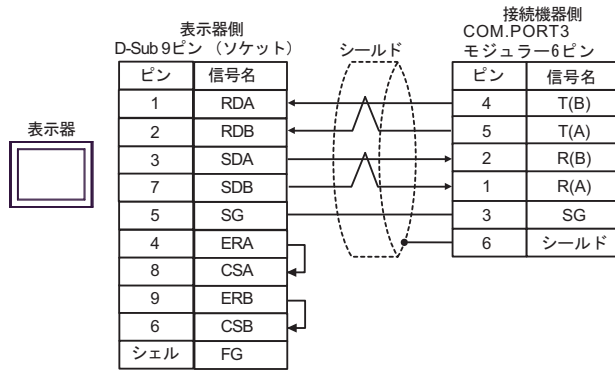 表示器
表示器側
D-Sub 9ピン （ソケット）
ピン 信号名
1 RDA
2 RDB
3 SDA
7 SDB
5 SG
4 ERA
8 CSA
9 ERB
6 CSB
シェル FG
シールド
接続機器側
COM.PORT3
モジュラー6ピン
ピン 信号名
4 T(B)
5 T(A)
2 R(B)
1 R(A)
3 SG
6 シールド